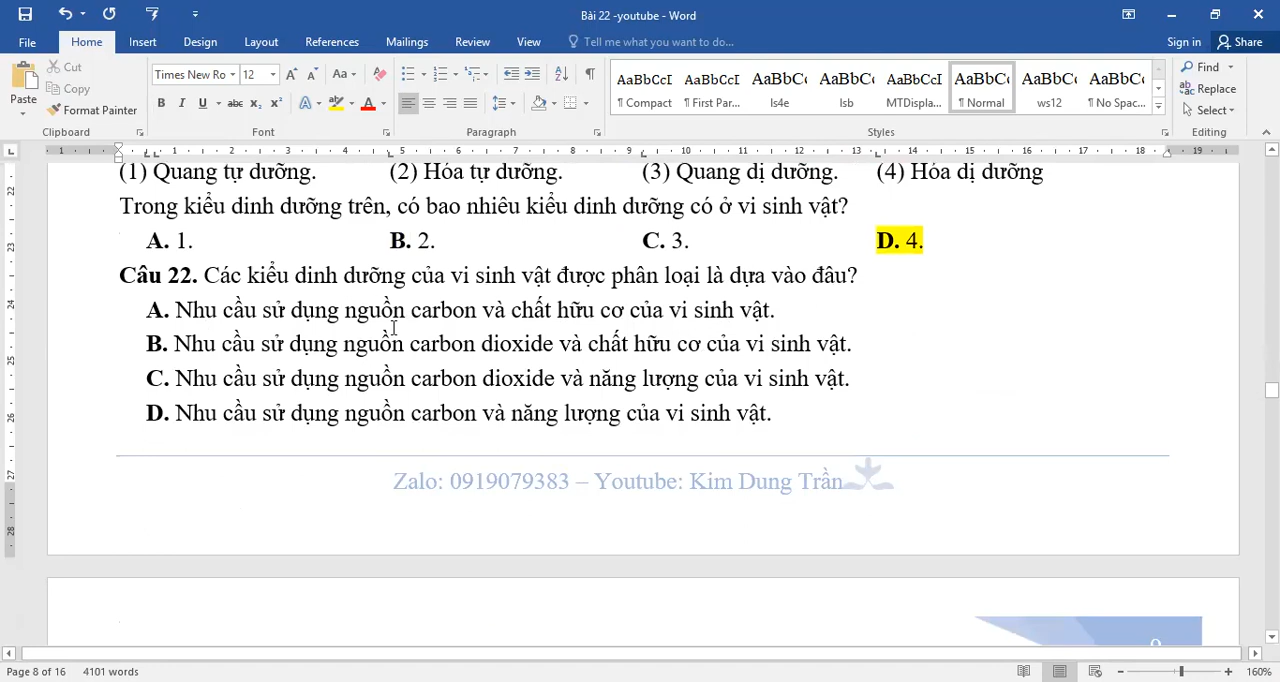 Bài 22 -youtube - Word
File Home Insert Design Layout References Mailings Review View Tell me what you want to do... Sign in Share
Paste Cut Copy Format Painter Clipboard
Times New Ro 12 Font
Paragraph
AaBbCcI ¶ Compact AaBbCcI ¶ First Par... AaBbC Is4e AaBbC Isb AaBbCcI MTDispla... AaBbC ¶ Normal AaBbC ws12 AaBbC ¶ No Spac... Styles
Find Replace Select Editing
(1) Quang tự dưỡng. (2) Hóa tự dưỡng. (3) Quang dị dưỡng. (4) Hóa dị dưỡng
Trong kiểu dinh dưỡng trên, có bao nhiêu kiểu dinh dưỡng có ở vi sinh vật?
A. 1. B. 2. C. 3. D. 4.
Câu 22. Các kiểu dinh dưỡng của vi sinh vật được phân loại là dựa vào đâu?
A. Nhu cầu sử dụng nguồn carbon và chất hữu cơ của vi sinh vật.
B. Nhu cầu sử dụng nguồn carbon dioxide và chất hữu cơ của vi sinh vật.
C. Nhu cầu sử dụng nguồn carbon dioxide và năng lượng của vi sinh vật.
D. Nhu cầu sử dụng nguồn carbon và năng lượng của vi sinh vật.
Zalo: 0919079383 – Youtube: Kim Dung Trần
Page 8 of 16 4101 words 160%